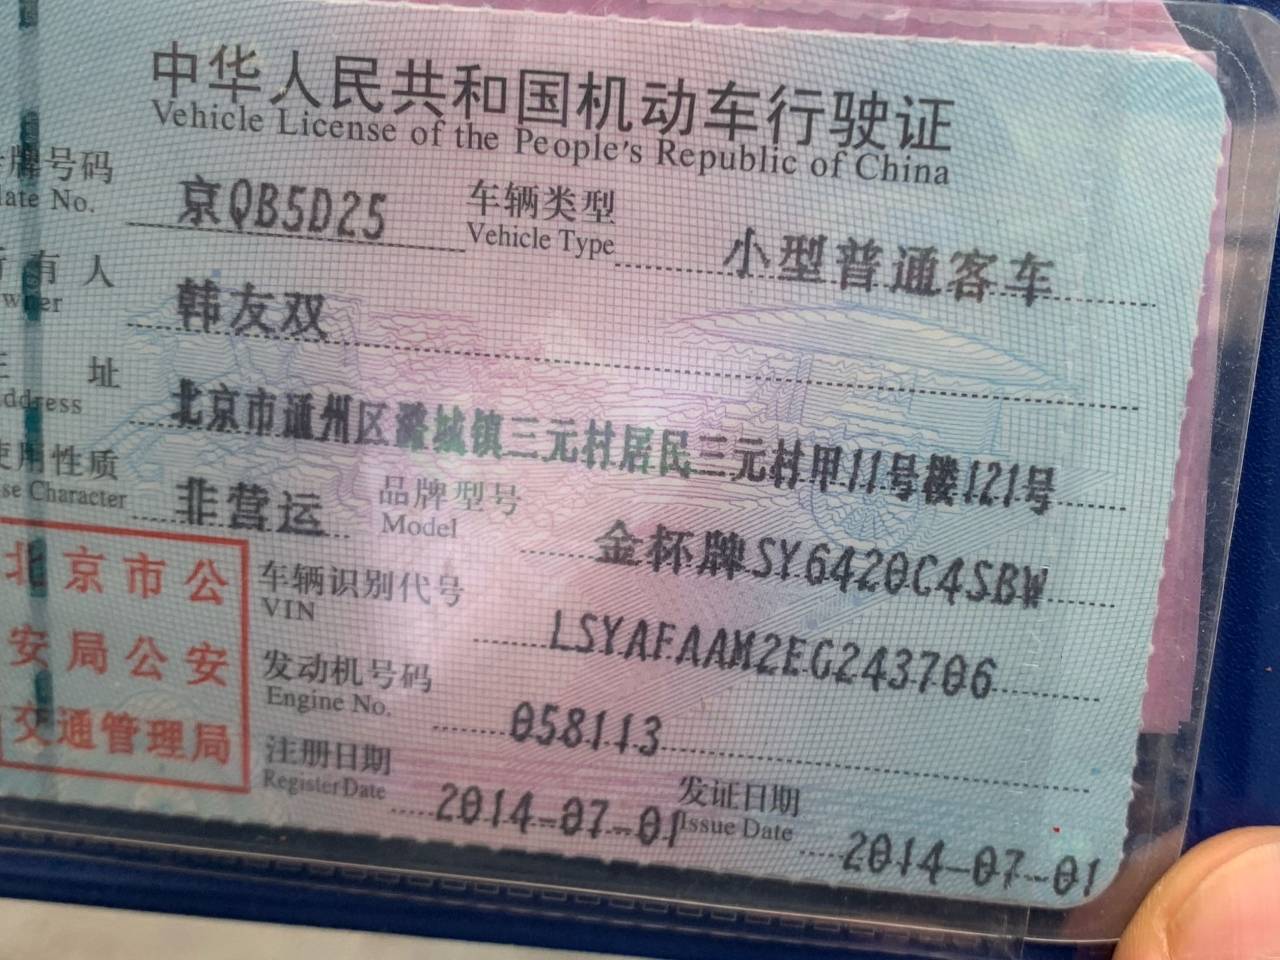 中华人民共和国机动车行驶证
Vehicle License of the People's Republic of China
牌号码 京QB5D25 车辆类型 小型普通客车
late No. Vehicle Type
所有人 韩友双
wner
址 北京市通州区潞城镇三元村居民三元村甲11号楼121号
ddress
使用性质 非营运 品牌型号 金杯牌SY6420C4SBW
se Character Model
北京市公
安局公安
交通管理局
车辆识别代号 LSYAFAAM2EG243706
VIN
发动机号码 058113
Engine No.
注册日期 2014-07-01 发证日期 2014-07-01
Register Date Issue Date